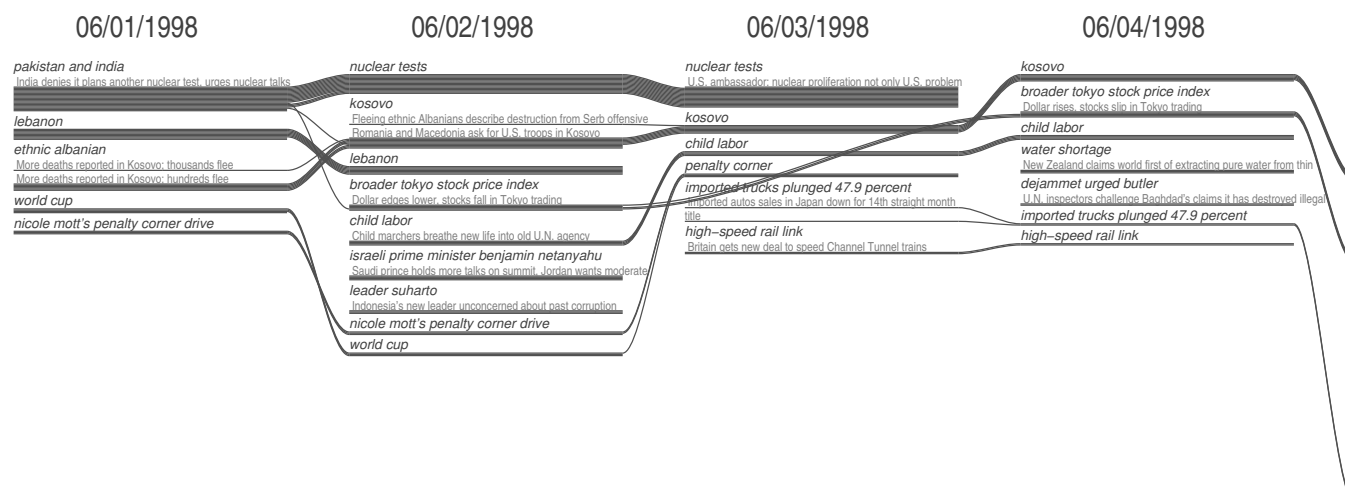 06/01/1998
pakistan and india
India denies it plans another nuclear test, urges nuclear talks
lebanon
ethnic albanian
More deaths reported in Kosovo; thousands flee
More deaths reported in Kosovo; hundreds flee
world cup
nicole mott's penalty corner drive
06/02/1998
nuclear tests
kosovo
Fleeing ethnic Albanians describe destruction from Serb offensive
Romania and Macedonia ask for U.S. troops in Kosovo
lebanon
broader tokyo stock price index
Dollar edges lower, stocks fall in Tokyo trading
child labor
Child marchers breathe new life into old U.N. agency
israeli prime minister benjamin netanyahu
Saudi prince holds more talks on summit, Jordan wants moderate
leader suharto
Indonesia's new leader unconcerned about past corruption
nicole mott's penalty corner drive
world cup
06/03/1998
nuclear tests
U.S. ambassador: nuclear proliferation not only U.S. problem
kosovo
child labor
penalty corner
imported trucks plunged 47.9 percent
Imported autos sales in Japan down for 14th straight month
title
high-speed rail link
Britain gets new deal to speed Channel Tunnel trains
06/04/1998
kosovo
broader tokyo stock price index
Dollar rises, stocks slip in Tokyo trading
child labor
water shortage
New Zealand claims world first of extracting pure water from thin
dejammet urged butler
U.N. inspectors challenge Baghdad's claims it has destroyed illegal
imported trucks plunged 47.9 percent
high-speed rail link